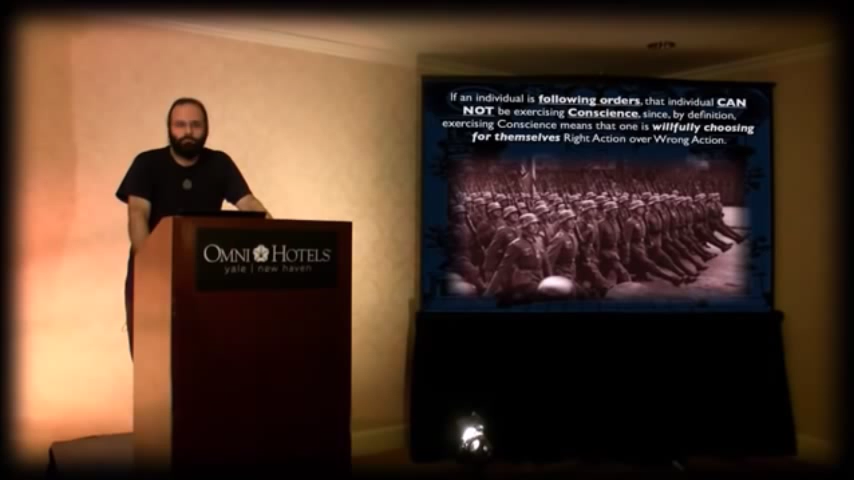 If an individual is following orders, that individual CAN
NOT be exercising Conscience, since, by definition,
exercising Conscience means that one is willfully choosing
for themselves Right Action over Wrong Action.
OMNI HOTELS
yale | new haven